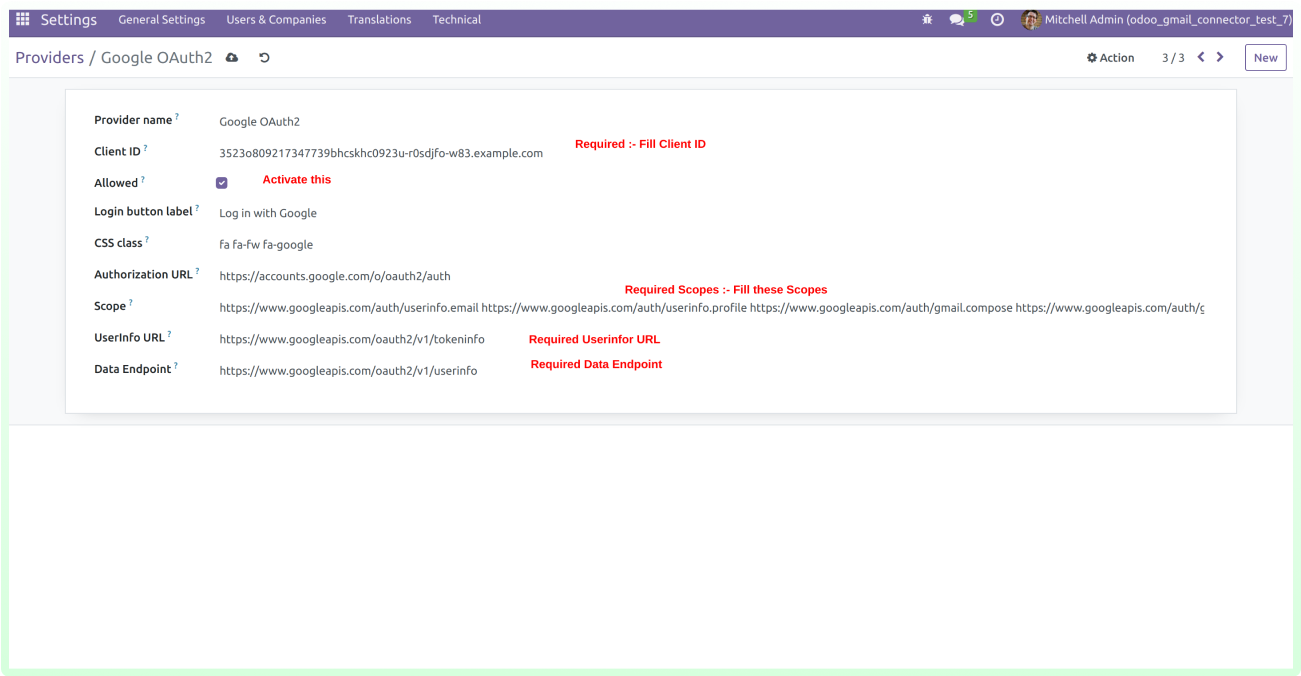 Settings General Settings Users & Companies Translations Technical 5 Mitchell Admin (odoo_gmail_connector_test_7)
Providers / Google OAuth2 Action 3 / 3 New
Provider name ? Google OAuth2
Required :- Fill Client ID
Client ID ? 3523o809217347739bhcskhc0923u-r0sdjfo-w83.example.com
Allowed ? Activate this
Login button label ? Log in with Google
CSS class ? fa fa-fw fa-google
Authorization URL ? https://accounts.google.com/o/oauth2/auth
Required Scopes :- Fill these Scopes
Scope ? https://www.googleapis.com/auth/userinfo.email https://www.googleapis.com/auth/userinfo.profile https://www.googleapis.com/auth/gmail.compose https://www.googleapis.com/auth/g
UserInfo URL ? https://www.googleapis.com/oauth2/v1/tokeninfo Required Userinfor URL
Data Endpoint ? https://www.googleapis.com/oauth2/v1/userinfo Required Data Endpoint